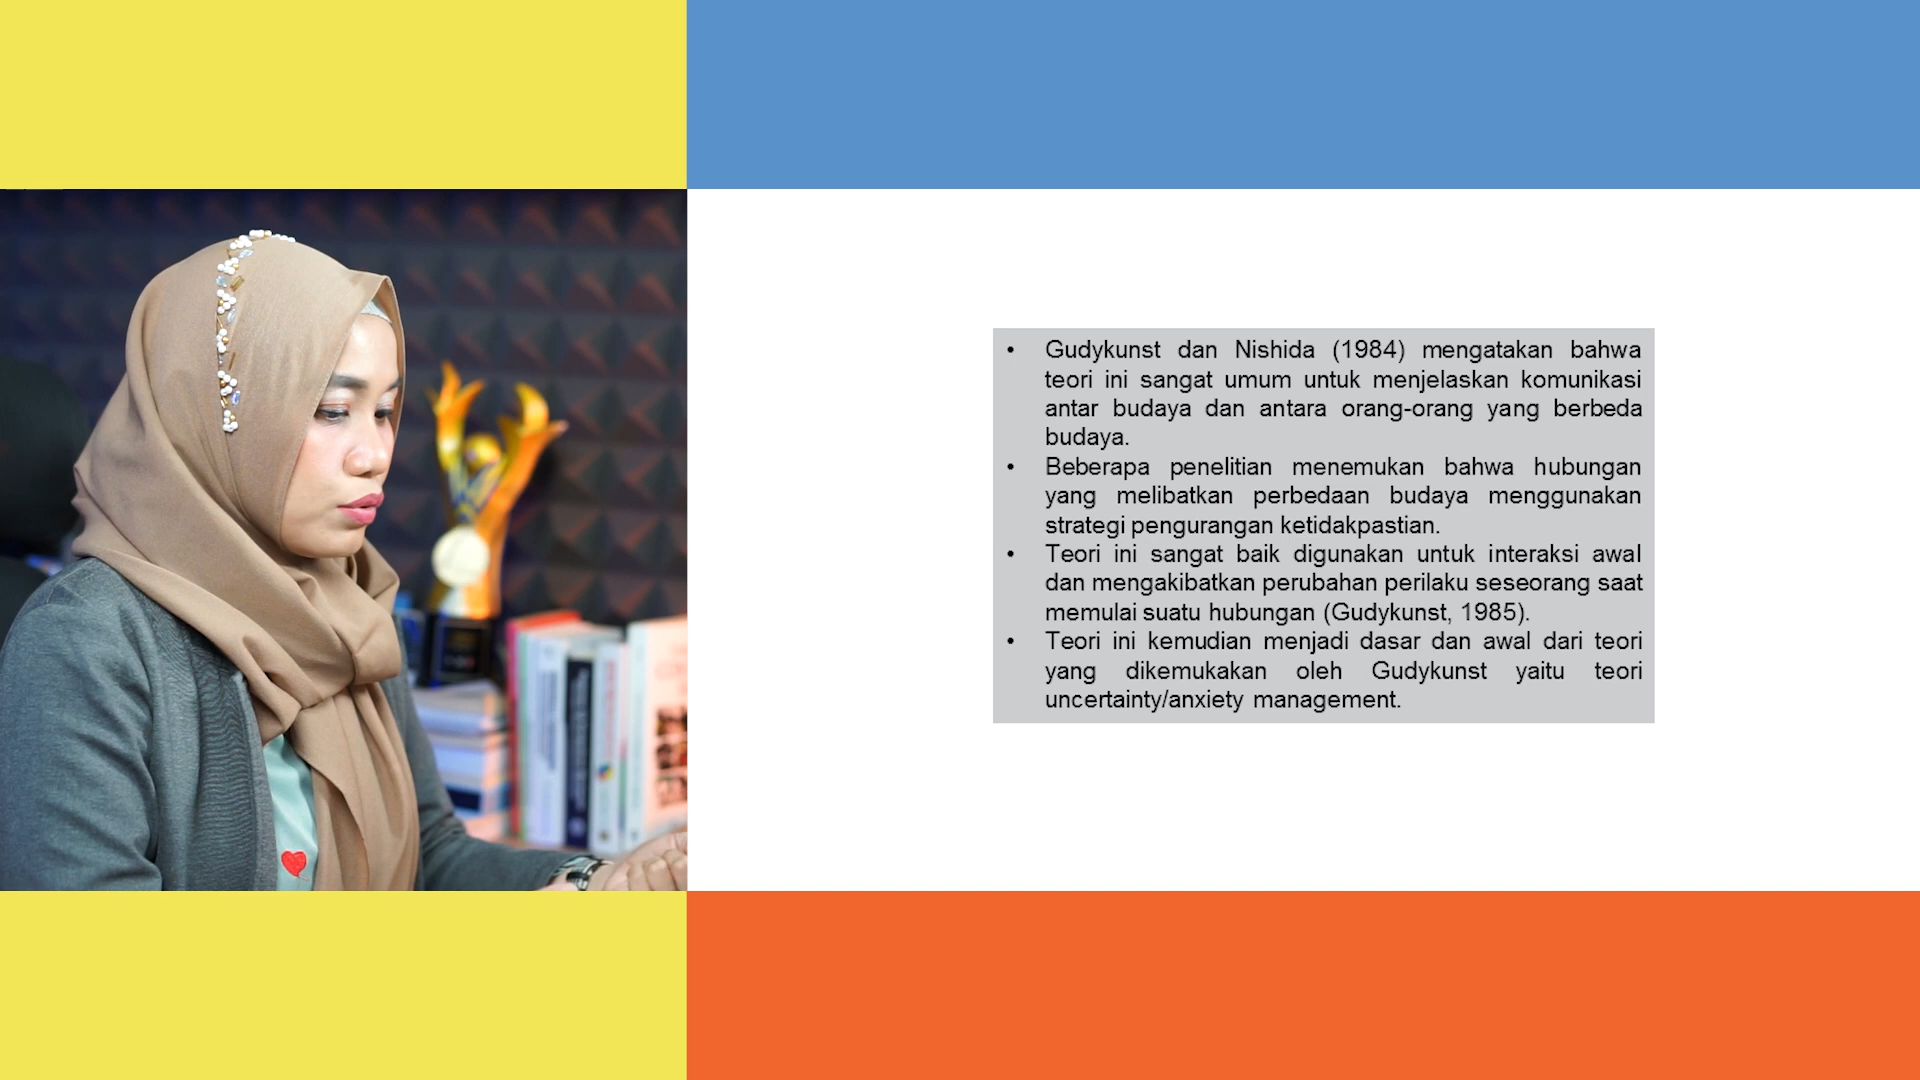 • Gudykunst dan Nishida (1984) mengatakan bahwa
teori ini sangat umum untuk menjelaskan komunikasi
antar budaya dan antara orang-orang yang berbeda
budaya.
• Beberapa penelitian menemukan bahwa hubungan
yang melibatkan perbedaan budaya menggunakan
strategi pengurangan ketidakpastian.
• Teori ini sangat baik digunakan untuk interaksi awal
dan mengakibatkan perubahan perilaku seseorang saat
memulai suatu hubungan (Gudykunst, 1985).
• Teori ini kemudian menjadi dasar dan awal dari teori
yang dikemukakan oleh Gudykunst yaitu teori
uncertainty/anxiety management.